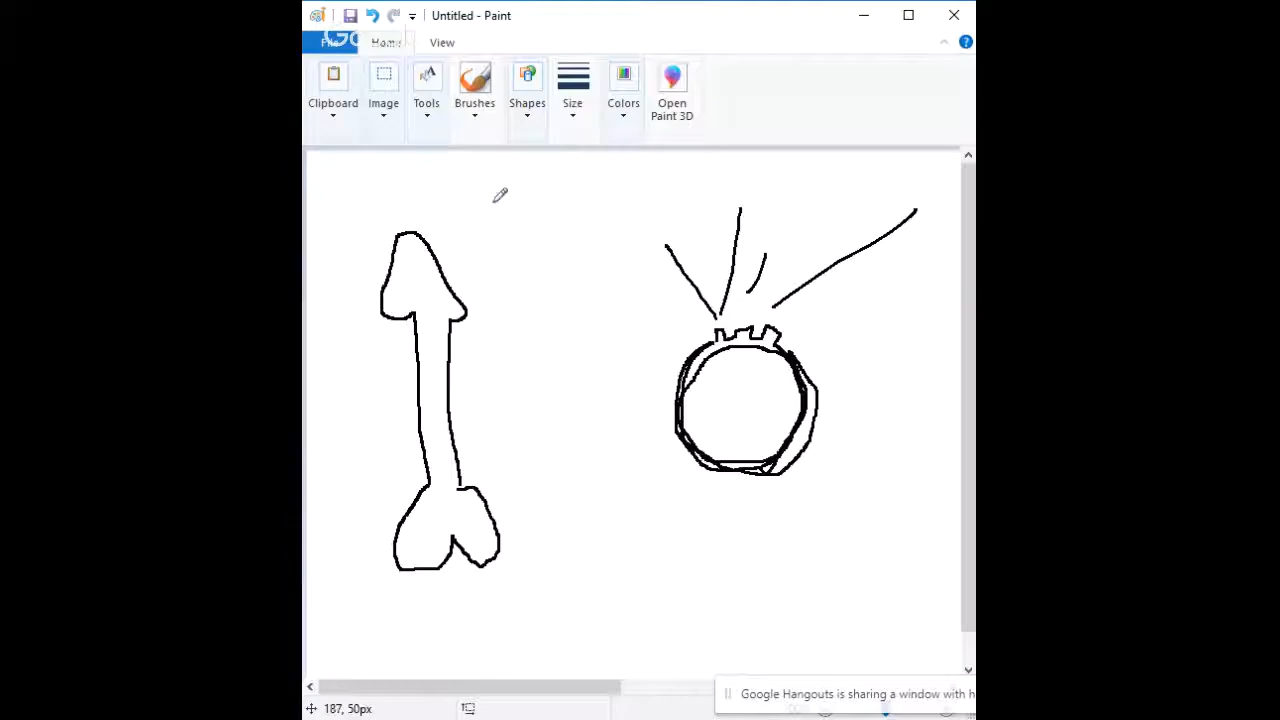 Untitled - Paint
File Home View
Clipboard Image Tools Brushes Shapes Size Colors Open Paint 3D
Google Hangouts is sharing a window with h
187, 50px